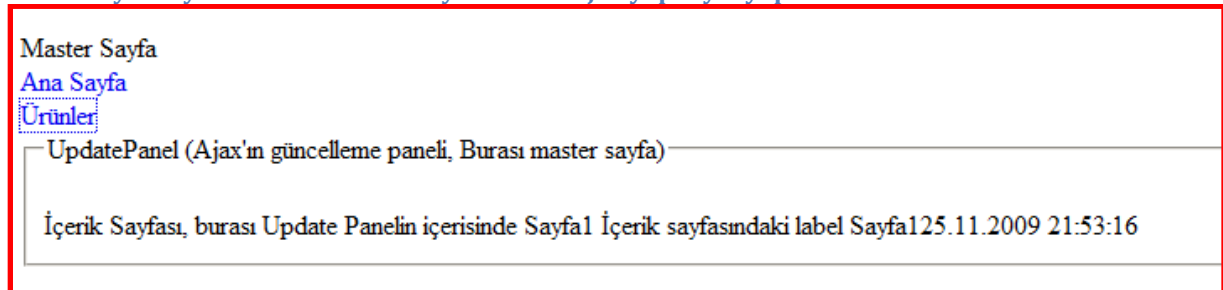 Master Sayfa
Ana Sayfa
Ürünler
UpdatePanel (Ajax'ın güncelleme paneli, Burası master sayfa)
İçerik Sayfası, burası Update Panelin içerisinde Sayfa1 İçerik sayfasındaki label Sayfa125.11.2009 21:53:16